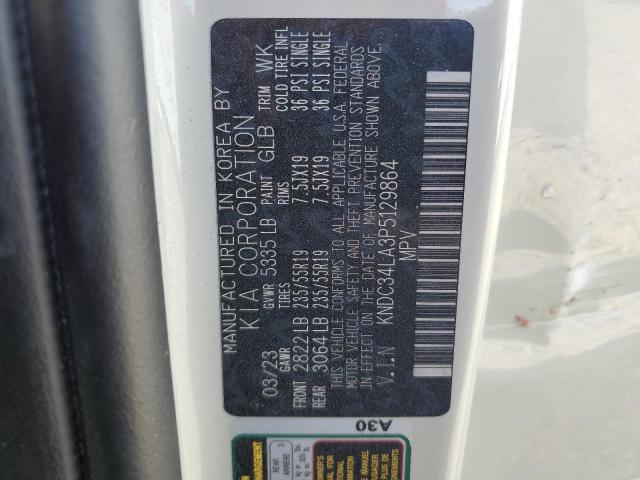 MANUFACTURED IN KOREA BY
KIA CORPORATION
03/23 GVWR 5335 LB PAINT GLB TRIM WK
GAWR TIRES RIMS COLD TIRE INFL
FRONT 2822 LB 235/55R19 7.5JX19 36 PSI SINGLE
REAR 3064 LB 235/55R19 7.5JX19 36 PSI SINGLE
THIS VEHICLE CONFORMS TO ALL APPLICABLE U.S.A. FEDERAL
MOTOR VEHICLE SAFETY AND THEFT PREVENTION STANDARDS
IN EFFECT ON THE DATE OF MANUFACTURE SHOWN ABOVE.
V.I.N KNDC34LA3P5129864
MPV
A30
REAR
ARRIERE